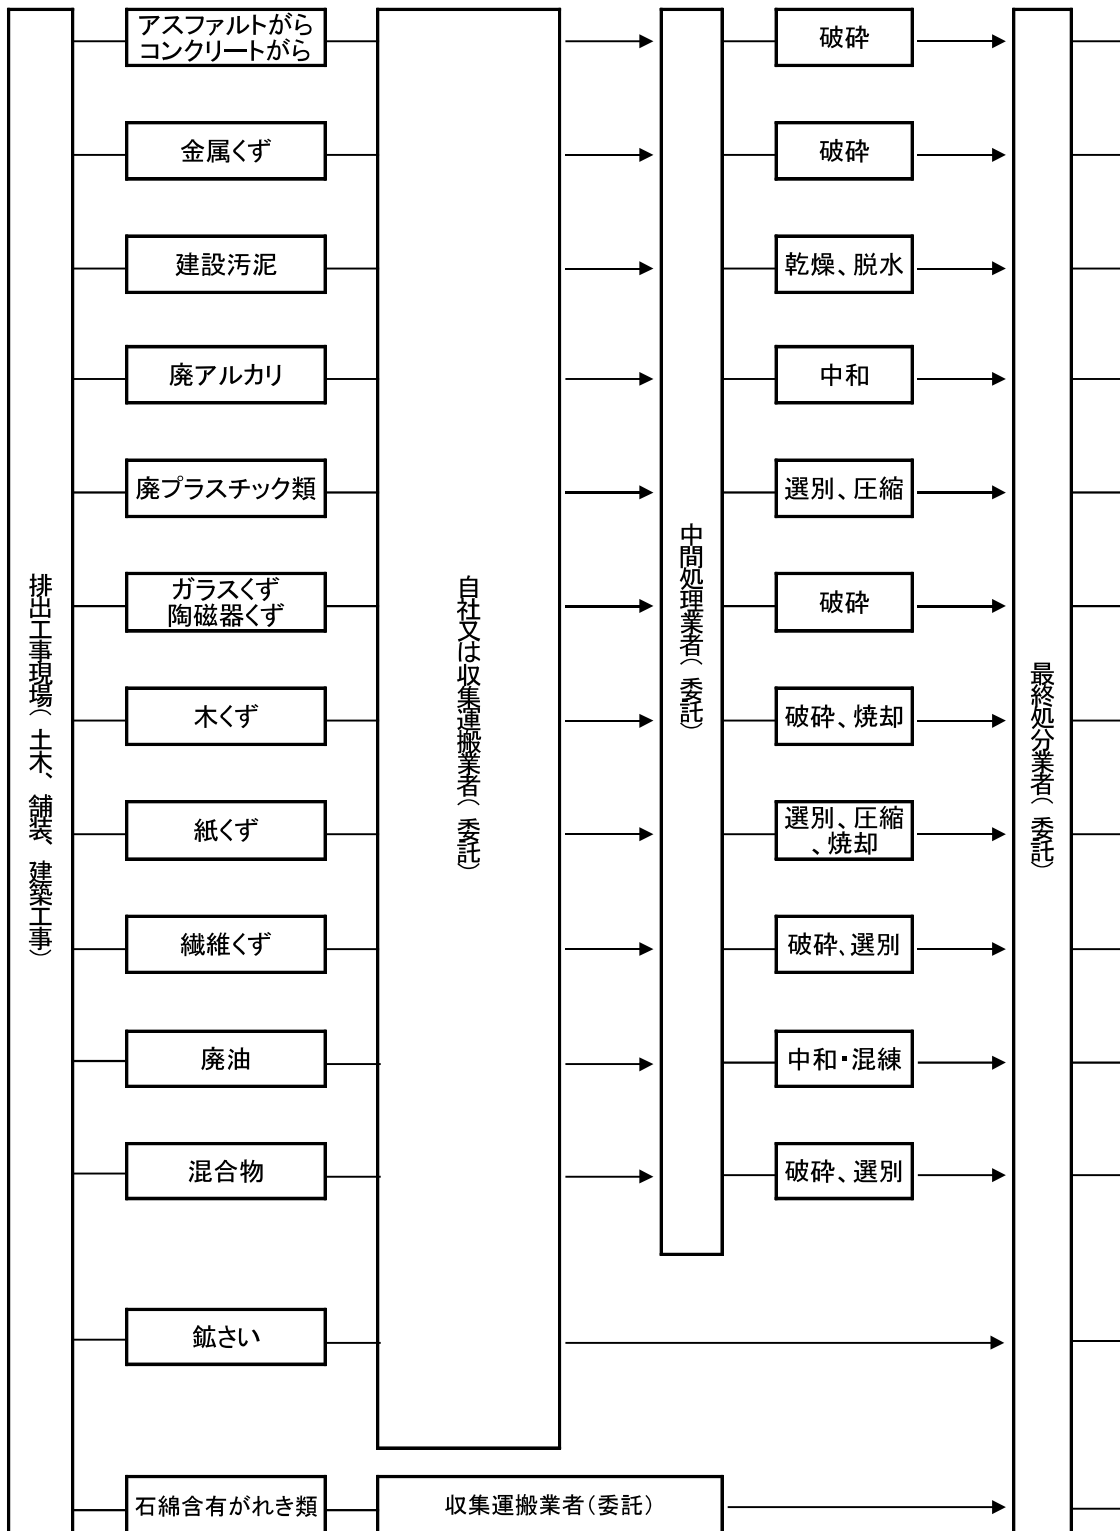 排出工事現場（土木、舗装、建築工事）
アスファルトがら
コンクリートがら
金属くず
建設汚泥
廃アルカリ
廃プラスチック類
ガラスくず
陶磁器くず
木くず
紙くず
繊維くず
廃油
混合物
鉱さい
石綿含有がれき類
自社又は収集運搬業者（委託）
収集運搬業者（委託）
中間処理業者（委託）
破砕
破砕
乾燥、脱水
中和
選別、圧縮
破砕
破砕、焼却
選別、圧縮
、焼却
破砕、選別
中和・混練
破砕、選別
最終処分業者（委託）